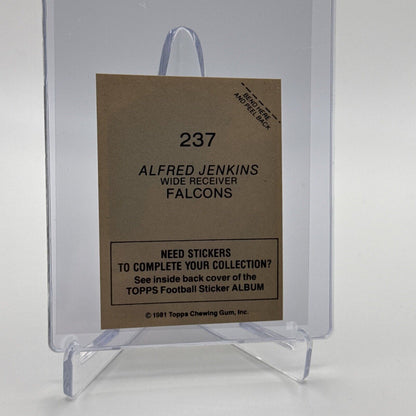 BEND HERE
AND PEEL BACK
237
ALFRED JENKINS
WIDE RECEIVER
FALCONS
NEED STICKERS
TO COMPLETE YOUR COLLECTION?
See inside back cover of the
TOPPS Football Sticker ALBUM
© 1981 Topps Chewing Gum, Inc.